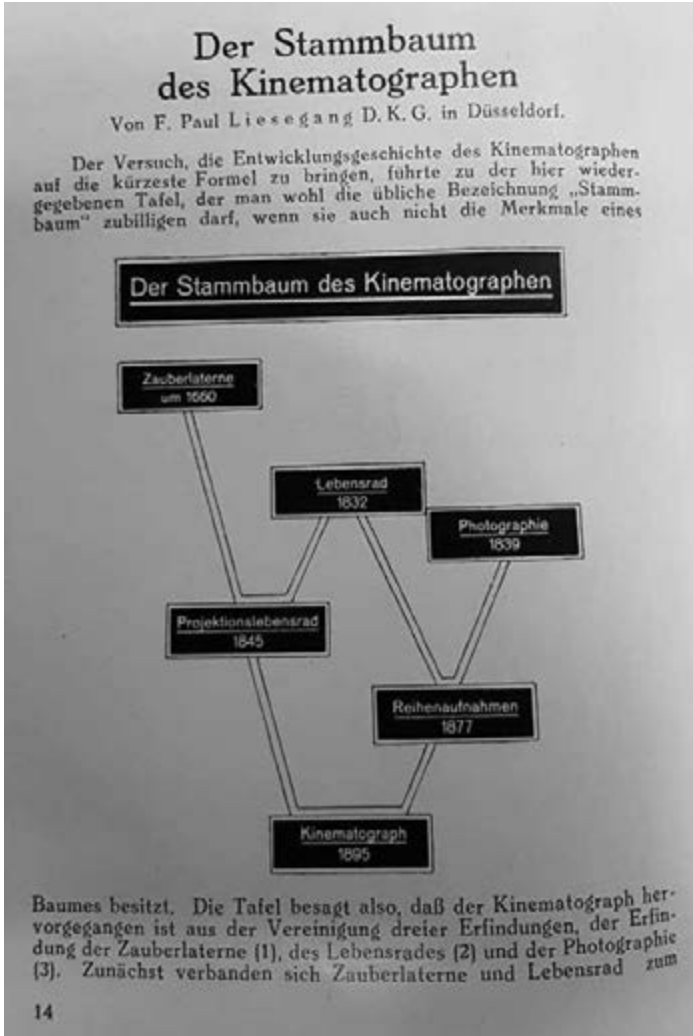 Der Stammbaum
des Kinematographen
Von F. Paul Liesegang D. K. G. in Düsseldorf.
Der Versuch, die Entwicklungsgeschichte des Kinematographen
auf die kürzeste Formel zu bringen, führte zu der hier wieder-
gegebenen Tafel, der man wohl die übliche Bezeichnung „Stamm-
baum“ zubilligen darf, wenn sie auch nicht die Merkmale eines
Der Stammbaum des Kinematographen
Zauberlaterne
um 1660
Lebensrad
1832
Photographie
1839
Projektionslebensrad
1845
Reihenaufnahmen
1877
Kinematograph
1895
Baumes besitzt. Die Tafel besagt also, daß der Kinematograph her-
vorgegangen ist aus der Vereinigung dreier Erfindungen, der Erfin-
dung der Zauberlaterne (1), des Lebensrades (2) und der Photographie
(3). Zunächst verbanden sich Zauberlaterne und Lebensrad zum
14